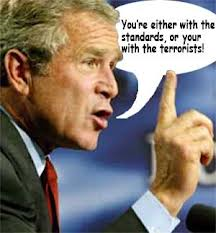 You're either with the
standards, or your
with the terrorists!